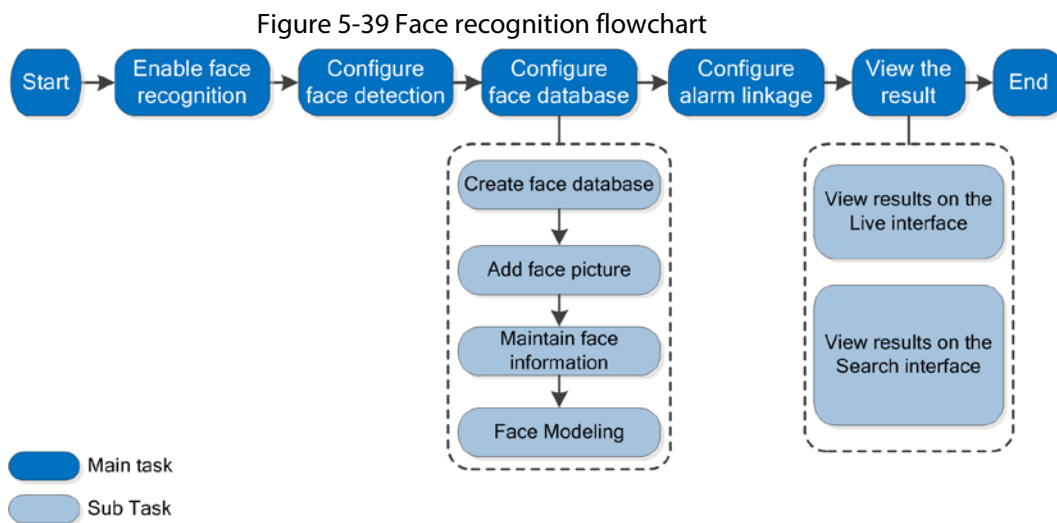 Figure 5-39 Face recognition flowchart
Start
Enable face
recognition
Configure
face detection
Configure
face database
Configure
alarm linkage
View the
result
End
Create face database
Add face picture
Maintain face
information
Face Modeling
View results on the
Live interface
View results on the
Search interface
Main task
Sub Task